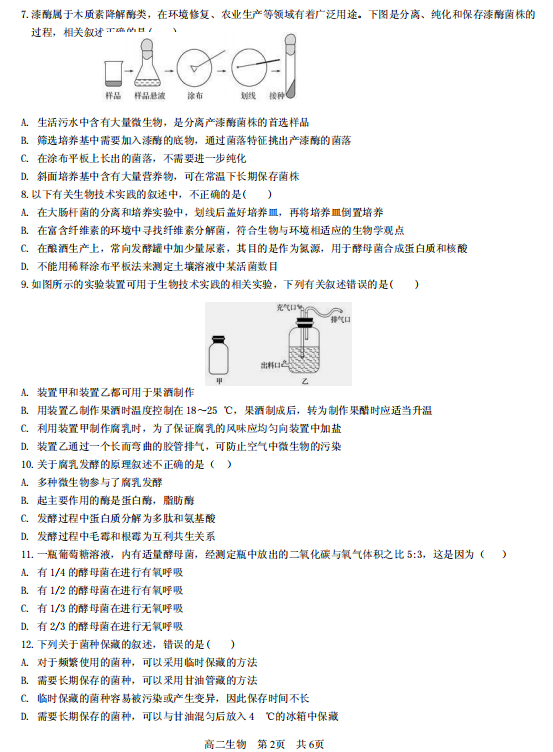 7.漆酶属于木质素降解酶类，在环境修复、农业生产等领域有着广泛用途。下图是分离、纯化和保存漆酶菌株的
过程，相关叙述正确的是(    )
样品  样品悬液  涂布  划线  接种
A. 生活污水中含有大量微生物，是分离产漆酶菌株的首选样品
B. 筛选培养基中需要加入漆酶的底物，通过菌落特征挑出产漆酶的菌落
C. 在涂布平板上长出的菌落，不需要进一步纯化
D. 斜面培养基中含有大量营养物，可在常温下长期保存菌株
8.以下有关生物技术实践的叙述中，不正确的是(    )
A. 在大肠杆菌的分离和培养实验中，划线后盖好培养皿，再将培养皿倒置培养
B. 在富含纤维素的环境中寻找纤维素分解菌，符合生物与环境相适应的生物学观点
C. 在酿酒生产上，常向发酵罐中加少量尿素，其目的是作为氮源，用于酵母菌合成蛋白质和核酸
D. 不能用稀释涂布平板法来测定土壤溶液中某活菌数目
9.如图所示的实验装置可用于生物技术实践的相关实验，下列有关叙述错误的是(    )
充气口
排气口
出料口
甲  乙
A. 装置甲和装置乙都可用于果酒制作
B. 用装置乙制作果酒时温度控制在18～25 ℃，果酒制成后，转为制作果醋时应适当升温
C. 利用装置甲制作腐乳时，为了保证腐乳的风味应均匀向装置中加盐
D. 装置乙通过一个长而弯曲的胶管排气，可防止空气中微生物的污染
10.关于腐乳发酵的原理叙述不正确的是（  ）
A. 多种微生物参与了腐乳发酵
B. 起主要作用的酶是蛋白酶，脂肪酶
C. 发酵过程中蛋白质分解为多肽和氨基酸
D. 发酵过程中毛霉和根霉为互利共生关系
11.一瓶葡萄糖溶液，内有适量酵母菌，经测定瓶中放出的二氧化碳与氧气体积之比 5:3，这是因为（   ）
A. 有 1/4 的酵母菌在进行有氧呼吸
B. 有 1/2 的酵母菌在进行有氧呼吸
C. 有 1/3 的酵母菌在进行无氧呼吸
D. 有 2/3 的酵母菌在进行无氧呼吸
12.下列关于菌种保藏的叙述，错误的是(    )
A. 对于频繁使用的菌种，可以采用临时保藏的方法
B. 需要长期保存的菌种，可以采用甘油管藏的方法
C. 临时保藏的菌种容易被污染或产生变异，因此保存时间不长
D. 需要长期保存的菌种，可以与甘油混匀后放入4 ℃的冰箱中保藏
高二生物  第 2页  共 6页